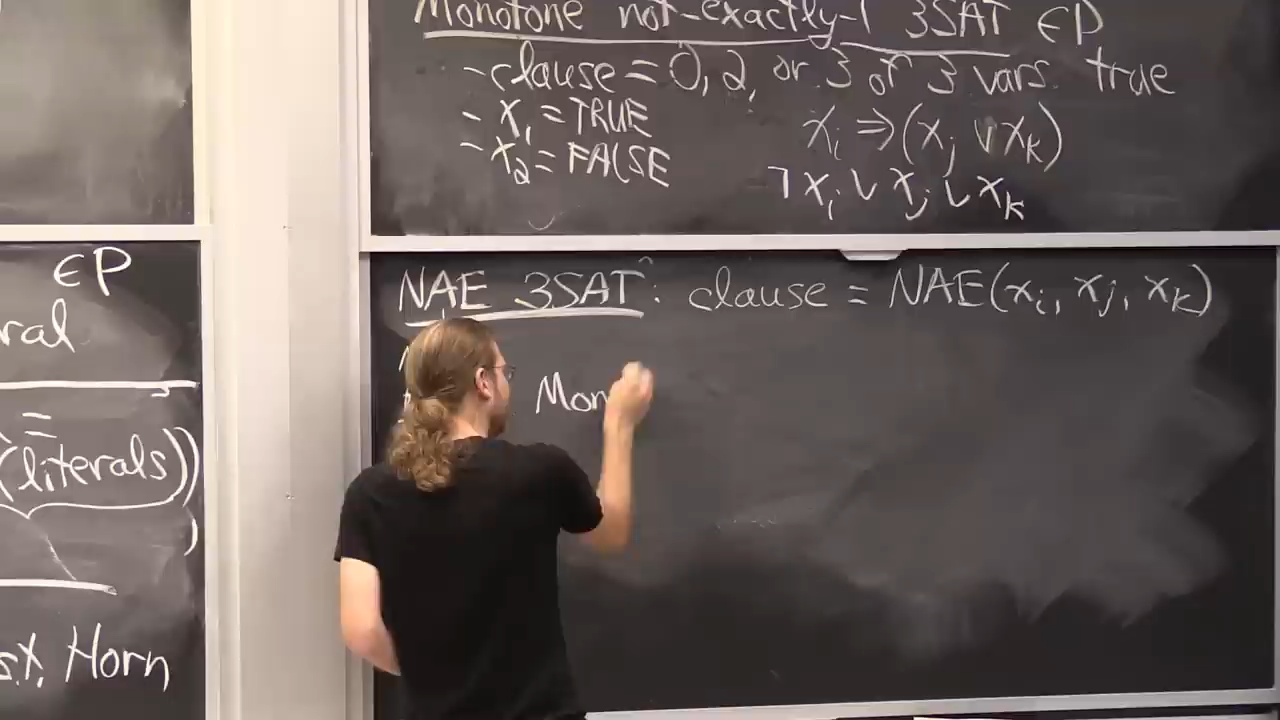 Monotone not-exactly-1 3SAT ∈P
- clause = 0, 2, or 3 of 3 vars. true
- x₁ = TRUE
- x₂ = FALSE
xᵢ ⇒ (xⱼ ∨ xₖ)
¬xᵢ ∨ xⱼ ∨ xₖ
NAE 3SAT: clause = NAE(xᵢ, xⱼ, xₖ)
Mon
∈P
=
(literals))
)
Horn